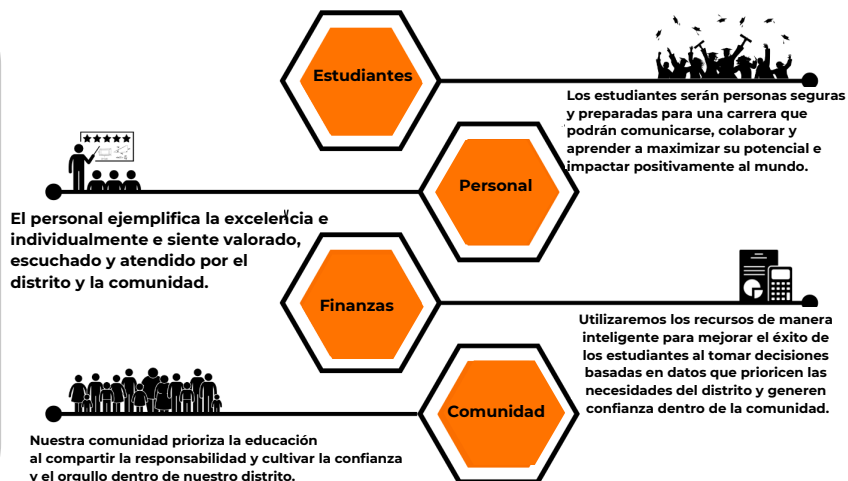 Estudiantes
Los estudiantes serán personas seguras
y preparadas para una carrera que
podrán comunicarse, colaborar y
aprender a maximizar su potencial e
impactar positivamente al mundo.
Personal
El personal ejemplifica la excelencia e
individualmente e siente valorado,
escuchado y atendido por el
distrito y la comunidad.
Finanzas
Utilizaremos los recursos de manera
inteligente para mejorar el éxito de
los estudiantes al tomar decisiones
basadas en datos que prioricen las
necesidades del distrito y generen
confianza dentro de la comunidad.
Comunidad
Nuestra comunidad prioriza la educación
al compartir la responsabilidad y cultivar la confianza
y el orgullo dentro de nuestro distrito.